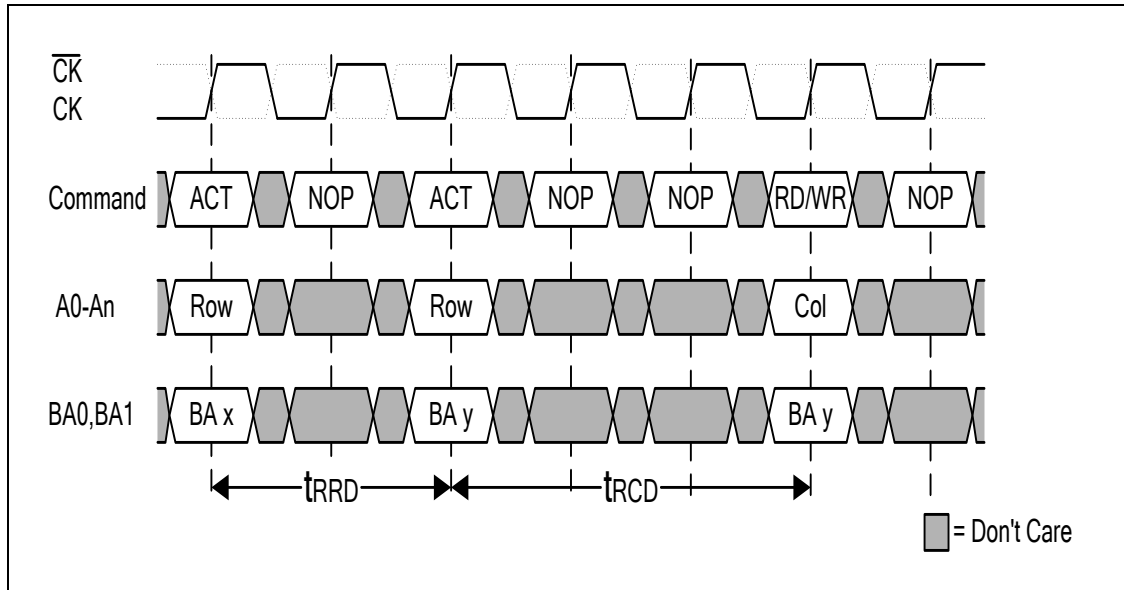 CK
CK
Command ACT NOP ACT NOP NOP RD/WR NOP
A0-An Row Row Col
BA0,BA1 BA x BA y BA y
tRRD tRCD
= Don't Care